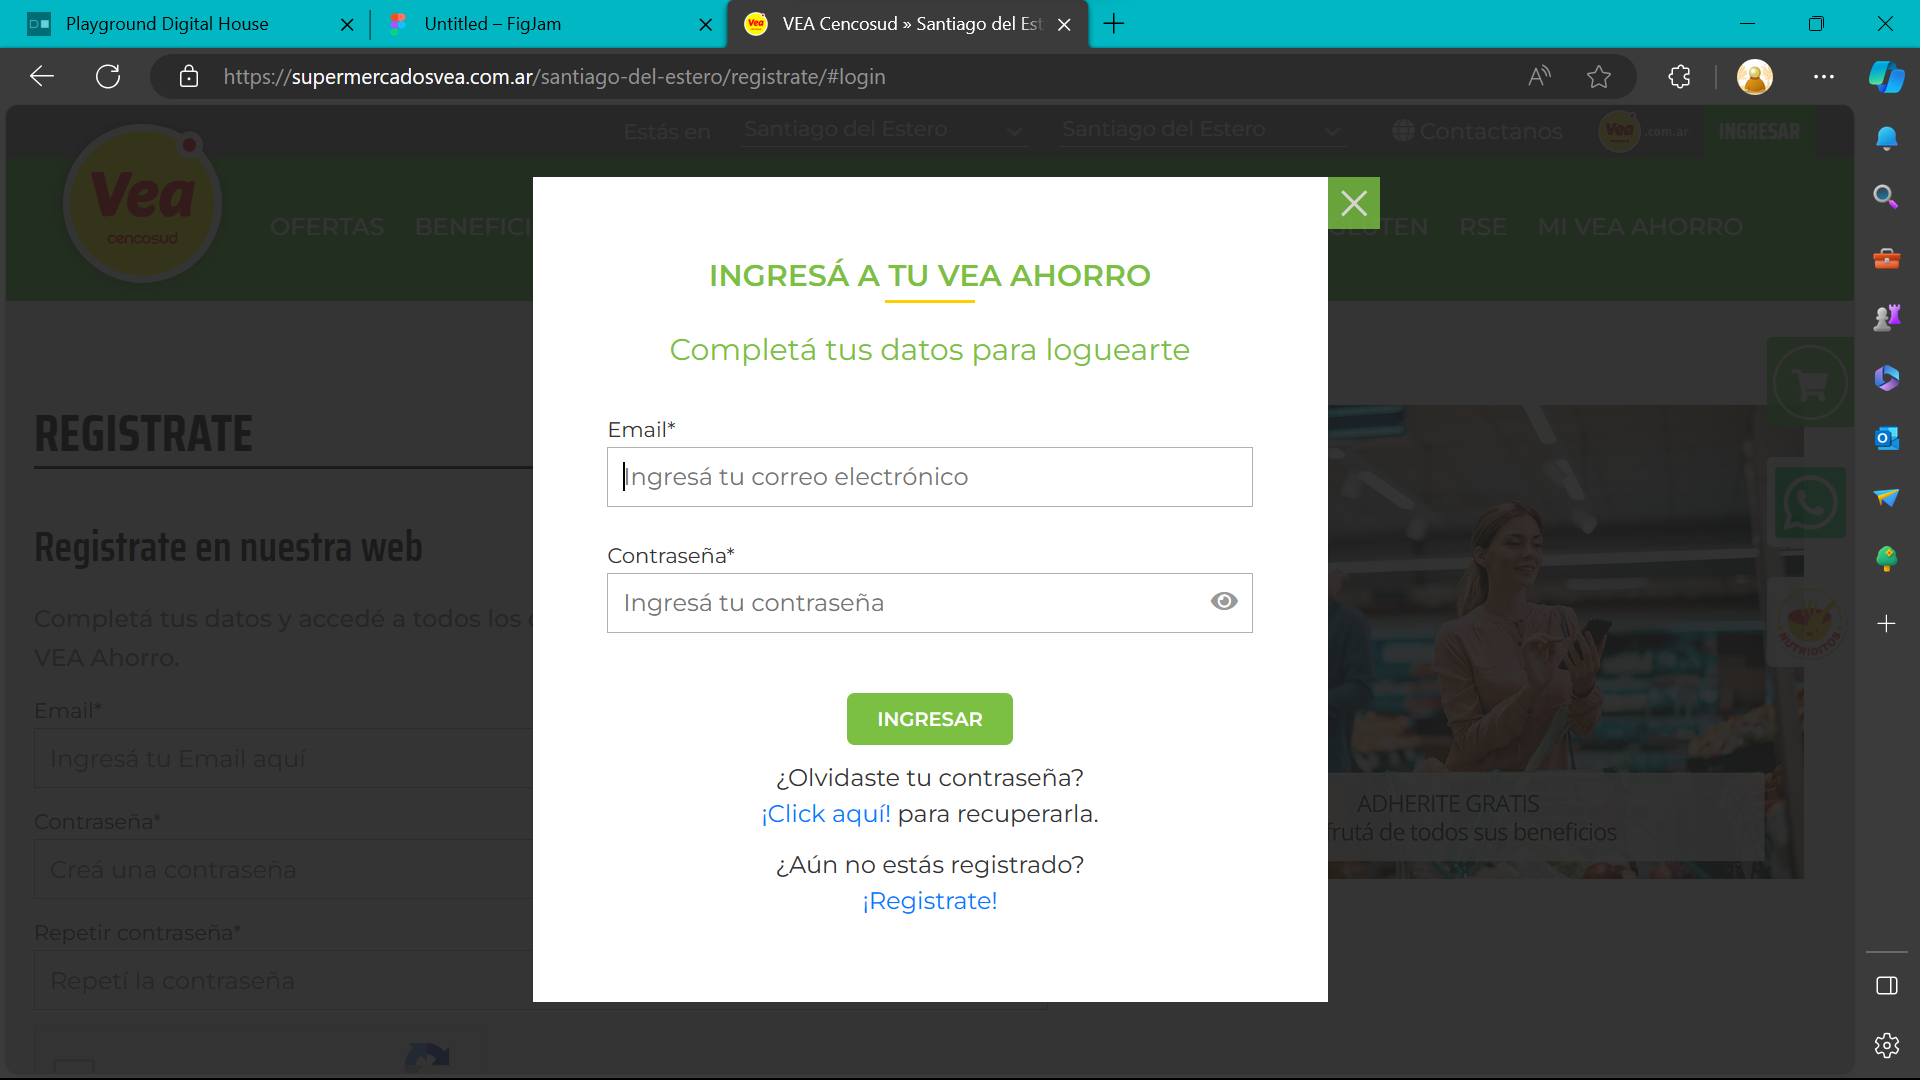 Playground Digital House
Untitled – FigJam
VEA Cencosud » Santiago del Est
https://supermercadosvea.com.ar/santiago-del-estero/registrate/#login
Estás en
Santiago del Estero
Santiago del Estero
Contactanos
Vea .com.ar
INGRESAR
Vea
cencosud
OFERTAS
BENEFICI
GLUTEN
RSE
MI VEA AHORRO
INGRESÁ A TU VEA AHORRO
Completá tus datos para loguearte
Email*
Ingresá tu correo electrónico
Contraseña*
Ingresá tu contraseña
INGRESAR
¿Olvidaste tu contraseña?
¡Click aquí! para recuperarla.
¿Aún no estás registrado?
¡Registrate!
REGISTRATE
Registrate en nuestra web
Completá tus datos y accedé a todos los
VEA Ahorro.
Email*
Ingresá tu Email aquí
Contraseña*
Creá una contraseña
Repetir contraseña*
Repetí la contraseña
NUTRIDITOS
ADHERITE GRATIS
frutá de todos sus beneficios